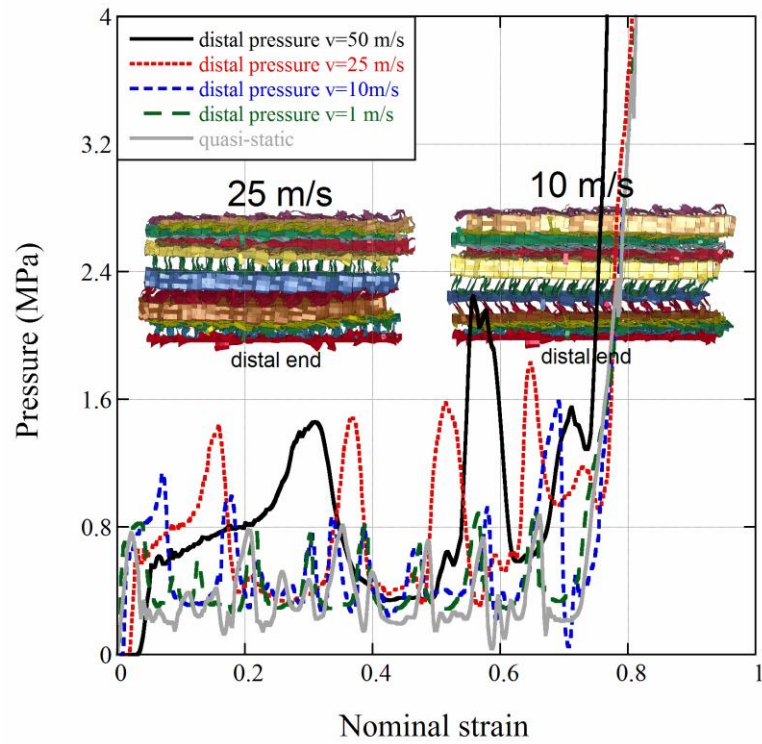 4
distal pressure v=50 m/s
distal pressure v=25 m/s
distal pressure v=10m/s
distal pressure v=1 m/s
quasi-static
3.2
25 m/s
10 m/s
2.4
distal end
distal end
Pressure (MPa)
1.6
0.8
0
0
0.2
0.4
0.6
0.8
1
Nominal strain